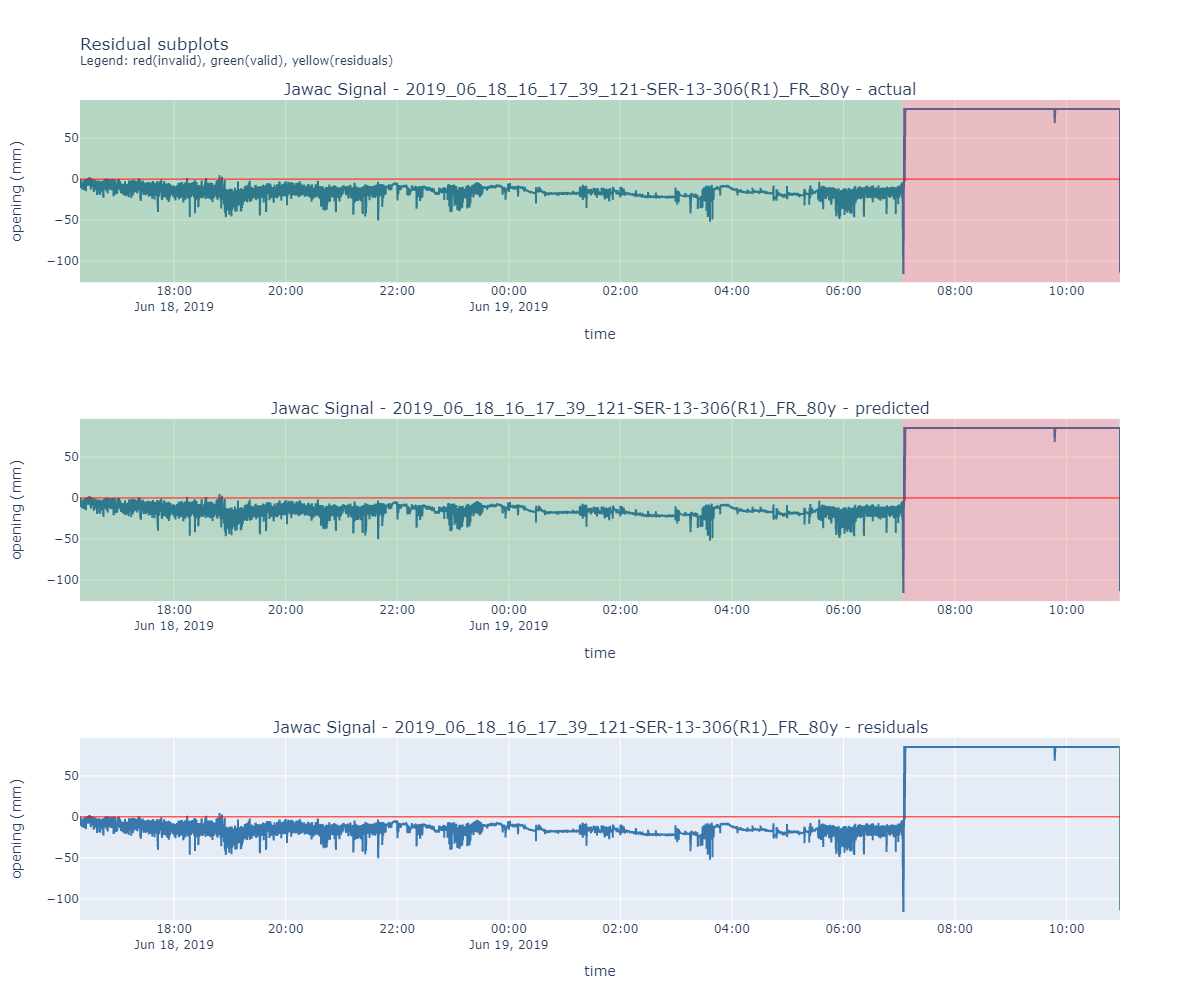 Residual subplots
Legend: red(invalid), green(valid), yellow(residuals)
Jawac Signal - 2019_06_18_16_17_39_121-SER-13-306(R1)_FR_80y - actual
50
0
−50
−100
opening (mm)
18:00 20:00 22:00 00:00 02:00 04:00 06:00 08:00 10:00
Jun 18, 2019 Jun 19, 2019
time
Jawac Signal - 2019_06_18_16_17_39_121-SER-13-306(R1)_FR_80y - predicted
50
0
−50
−100
opening (mm)
18:00 20:00 22:00 00:00 02:00 04:00 06:00 08:00 10:00
Jun 18, 2019 Jun 19, 2019
time
Jawac Signal - 2019_06_18_16_17_39_121-SER-13-306(R1)_FR_80y - residuals
50
0
−50
−100
opening (mm)
18:00 20:00 22:00 00:00 02:00 04:00 06:00 08:00 10:00
Jun 18, 2019 Jun 19, 2019
time